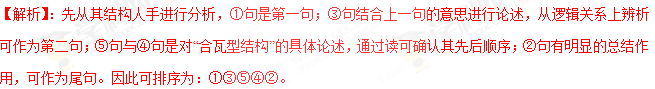 【解析】：先从其结构人手进行分析，①句是第一句；③句结合上一句的意思进行论述，从逻辑关系上辨析
可作为第二句；⑤句与④句是对“合瓦型结构”的具体论述，通过读可确认其先后顺序；②句有明显的总结作
用，可作为尾句。因此可排序为：①③⑤④②。